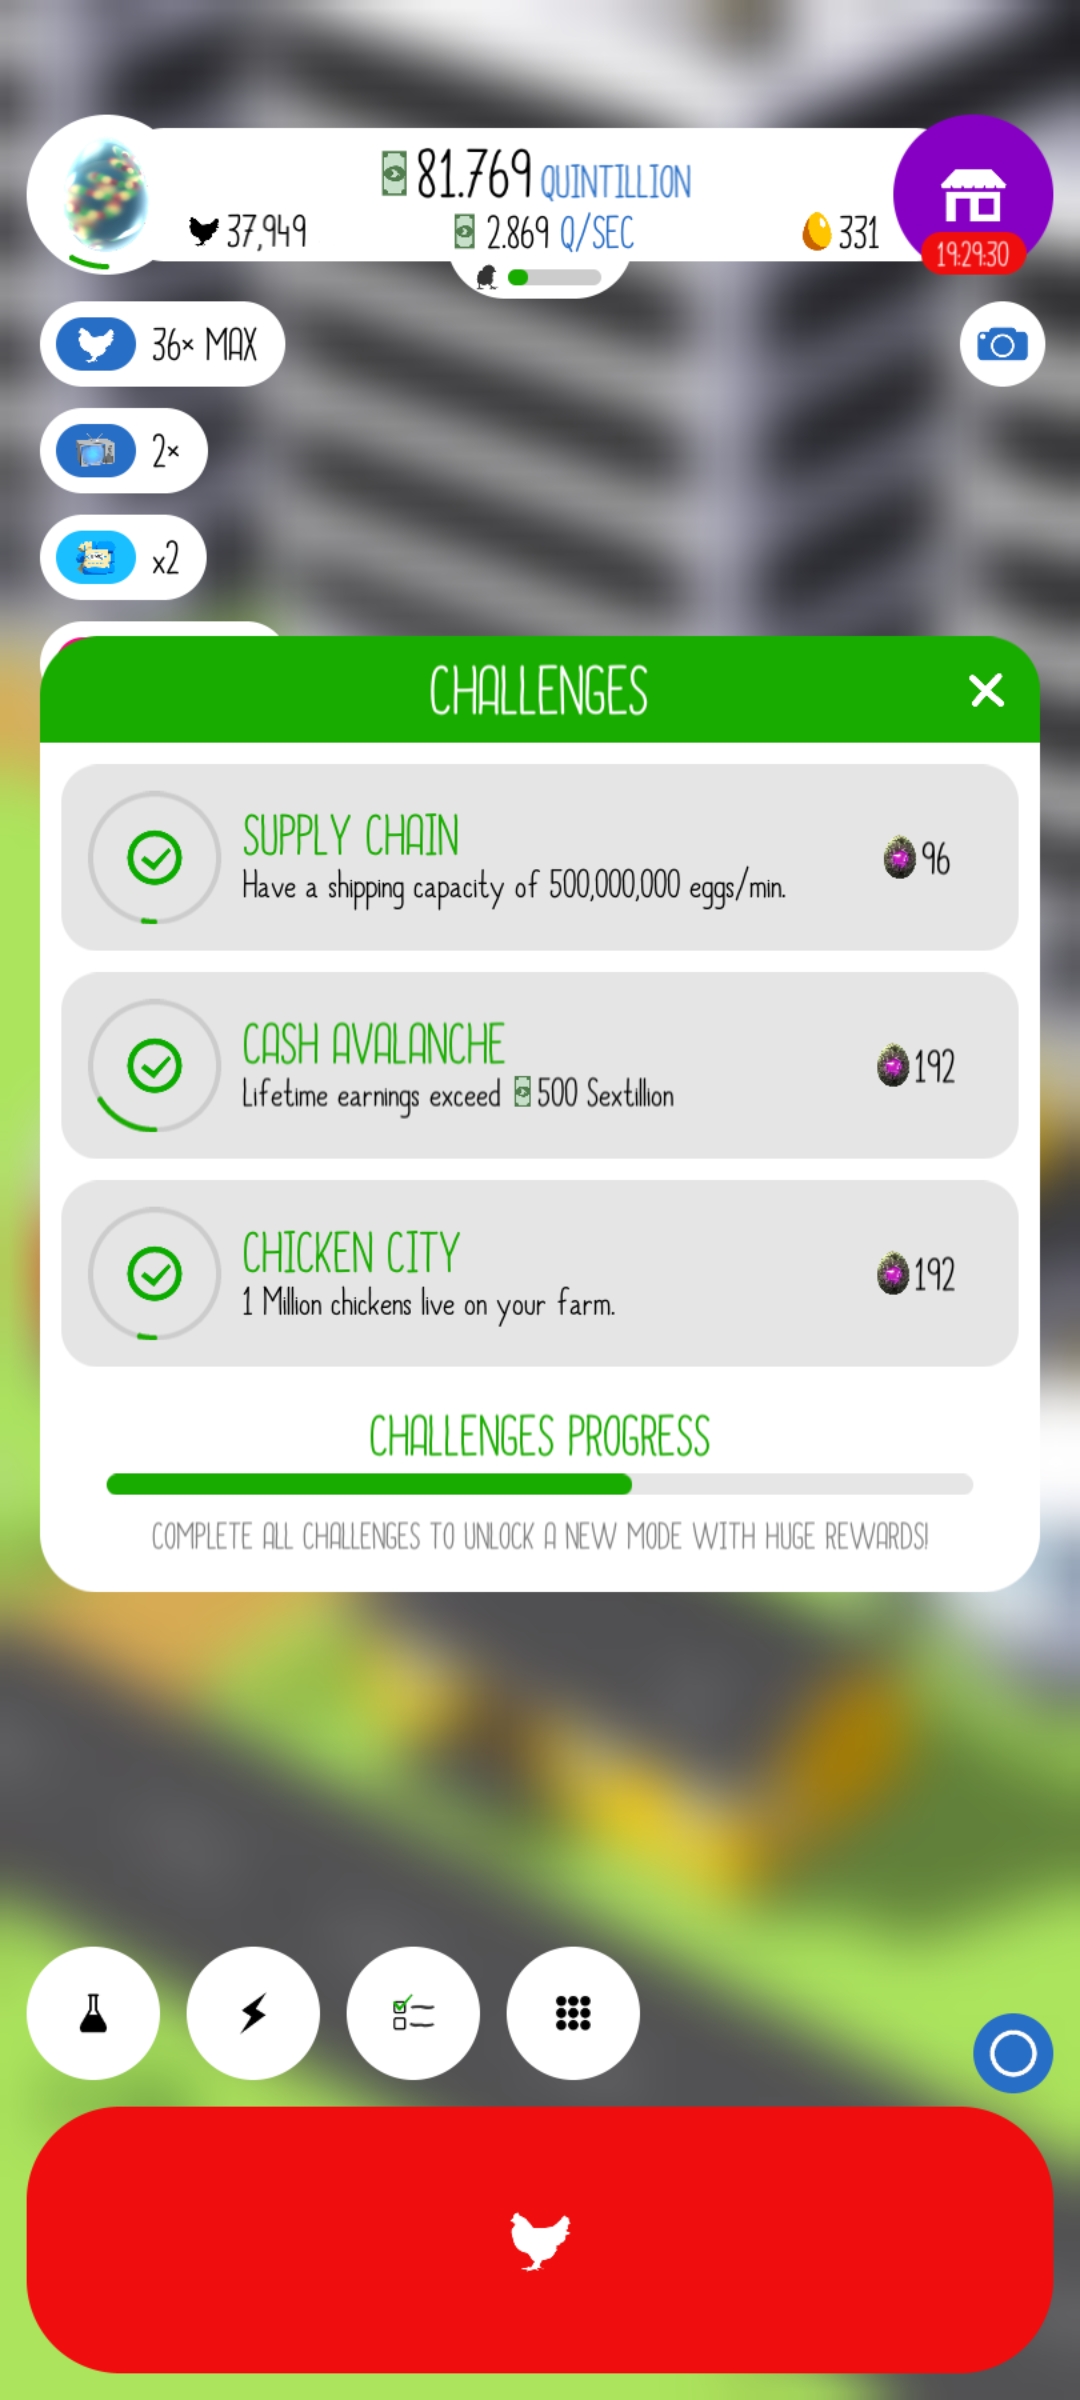 81.769 QUINTILLION
37,949
2.869 Q/SEC
331
19:29:30
36× MAX
2×
x2
CHALLENGES
SUPPLY CHAIN
Have a shipping capacity of 500,000,000 eggs/min.
96
CASH AVALANCHE
Lifetime earnings exceed 500 Sextillion
192
CHICKEN CITY
1 Million chickens live on your farm.
192
CHALLENGES PROGRESS
COMPLETE ALL CHALLENGES TO UNLOCK A NEW MODE WITH HUGE REWARDS!